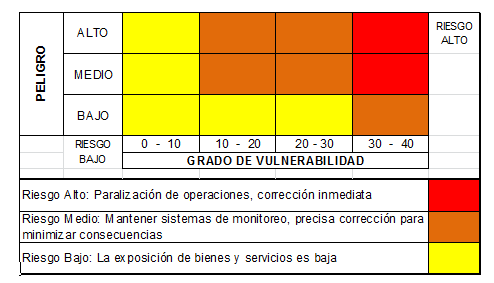 PELIGRO
ALTO
RIESGO
ALTO
MEDIO
BAJO
RIESGO
BAJO
0 - 10
10 - 20
20 - 30
30 - 40
GRADO DE VULNERABILIDAD
Riesgo Alto: Paralización de operaciones, corrección inmediata
Riesgo Medio: Mantener sistemas de monitoreo, precisa corrección para
minimizar consecuencias
Riesgo Bajo: La exposición de bienes y servicios es baja